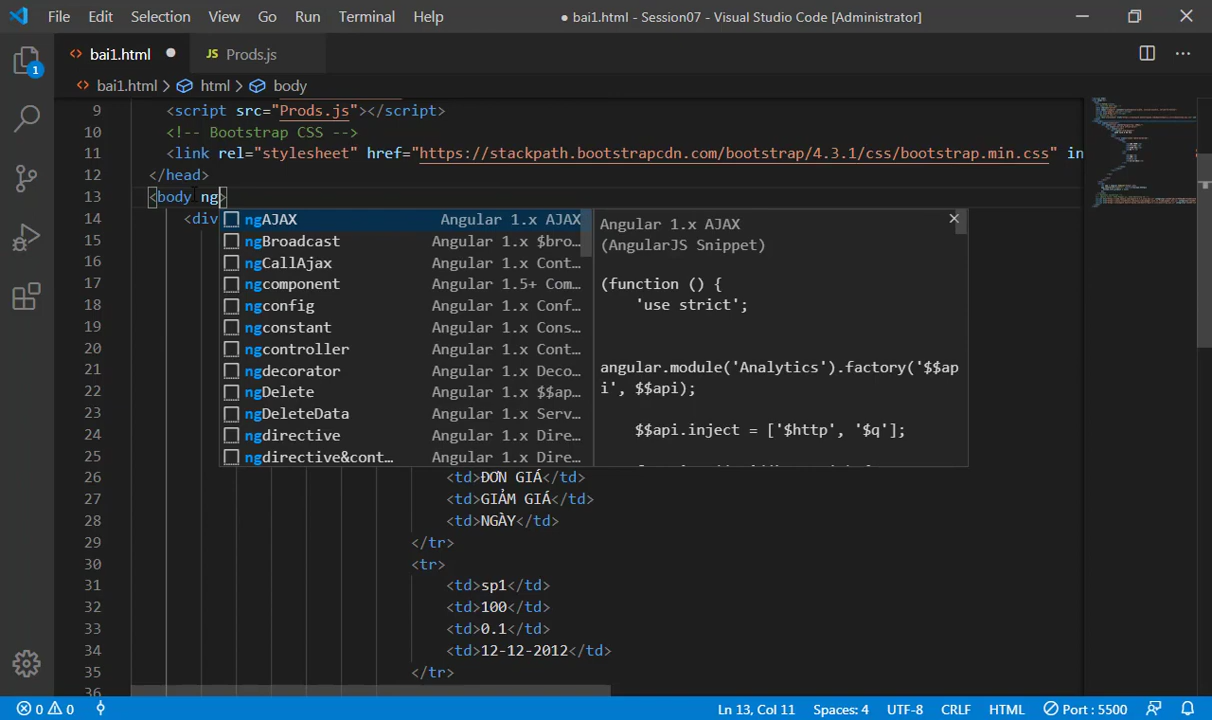 File Edit Selection View Go Run Terminal Help ● bai1.html - Session07 - Visual Studio Code [Administrator]
<> bai1.html ● JS Prods.js
<> bai1.html > html > body
1
9 <script src="Prods.js"></script>
10 <!-- Bootstrap CSS -->
11 <link rel="stylesheet" href="https://stackpath.bootstrapcdn.com/bootstrap/4.3.1/css/bootstrap.min.css" in
12 </head>
13 <body ng>
14 <div
15
16
17
18
19
20
21
22
23
24
25
ngAJAX Angular 1.x AJAX
ngBroadcast Angular 1.x $bro…
ngCallAjax Angular 1.x Cont…
ngcomponent Angular 1.5+ Com…
ngconfig Angular 1.x Conf…
ngconstant Angular 1.x Cons…
ngcontroller Angular 1.x Cont…
ngdecorator Angular 1.x Deco…
ngDelete Angular 1.x $$ap…
ngDeleteData Angular 1.x Serv…
ngdirective Angular 1.x Dire…
ngdirective&cont… Angular 1.x Dire…
Angular 1.x AJAX
(AngularJS Snippet)
(function () {
'use strict';
angular.module('Analytics').factory('$$ap
i', $$api);
$$api.inject = ['$http', '$q'];
26 <td>ĐƠN GIÁ</td>
27 <td>GIẢM GIÁ</td>
28 <td>NGÀY</td>
29 </tr>
30 <tr>
31 <td>sp1</td>
32 <td>100</td>
33 <td>0.1</td>
34 <td>12-12-2012</td>
35 </tr>
36
0 0 Ln 13, Col 11 Spaces: 4 UTF-8 CRLF HTML Port : 5500